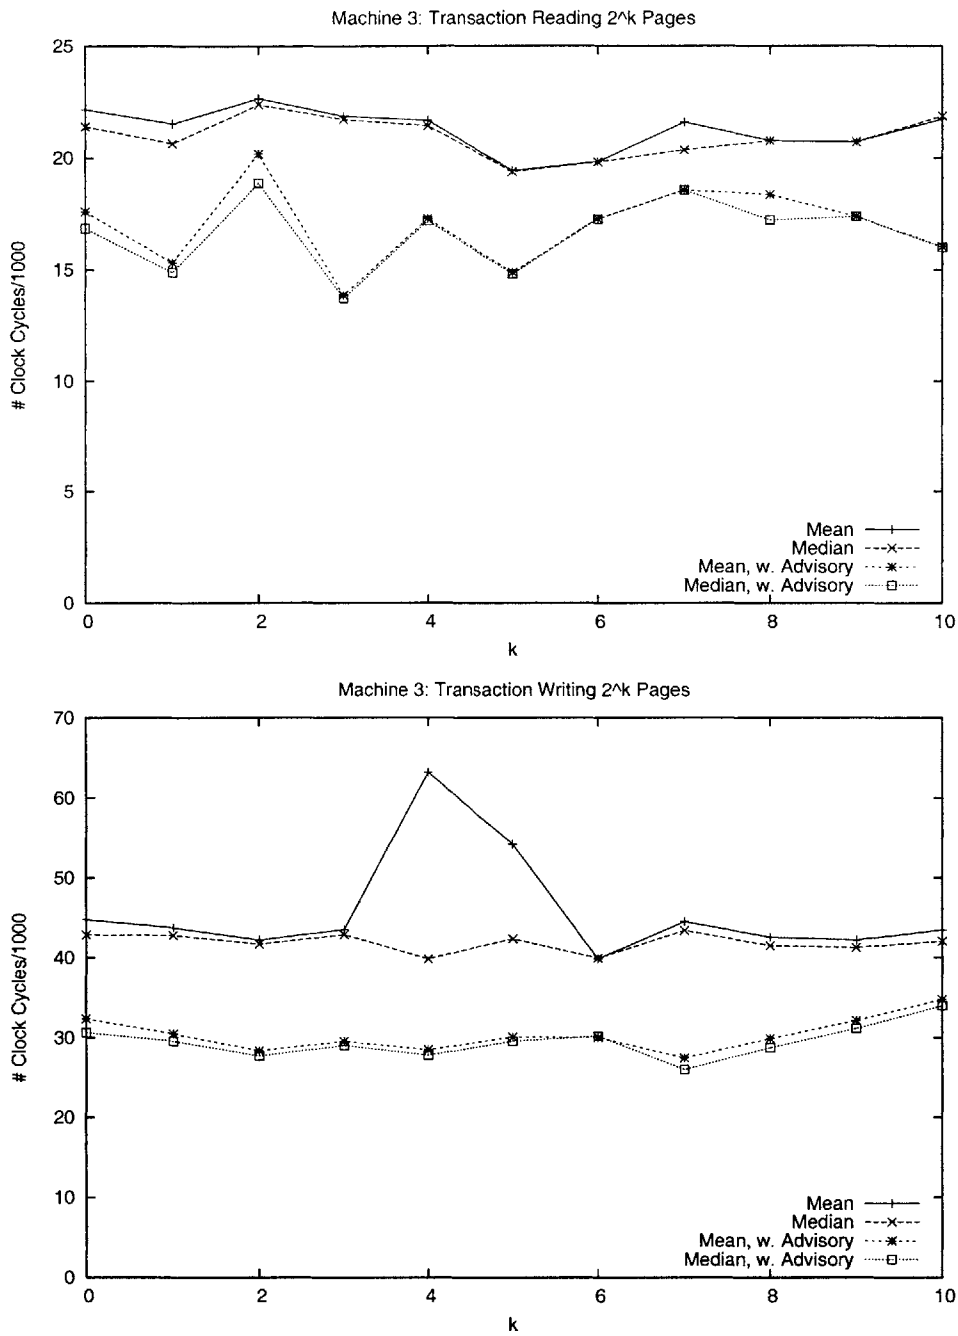 Machine 3: Transaction Reading 2^k Pages
25
20
15
10
5
0
# Clock Cycles/1000
Mean
Median
Mean, w. Advisory
Median, w. Advisory
0 2 4 6 8 10
k
Machine 3: Transaction Writing 2^k Pages
70
60
50
40
30
20
10
0
# Clock Cycles/1000
Mean
Median
Mean, w. Advisory
Median, w. Advisory
0 2 4 6 8 10
k